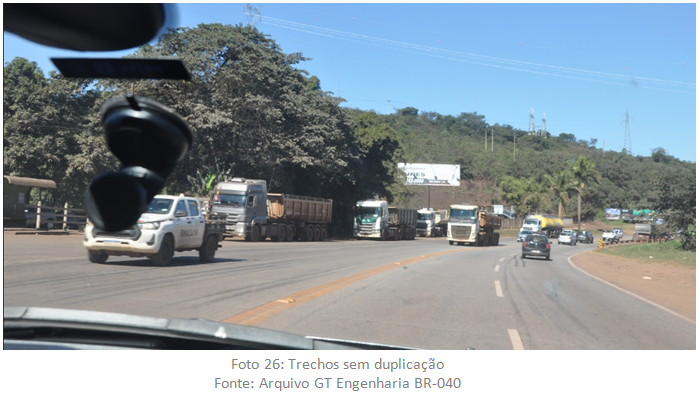 Foto 26: Trechos sem duplicação
Fonte: Arquivo GT Engenharia BR-040